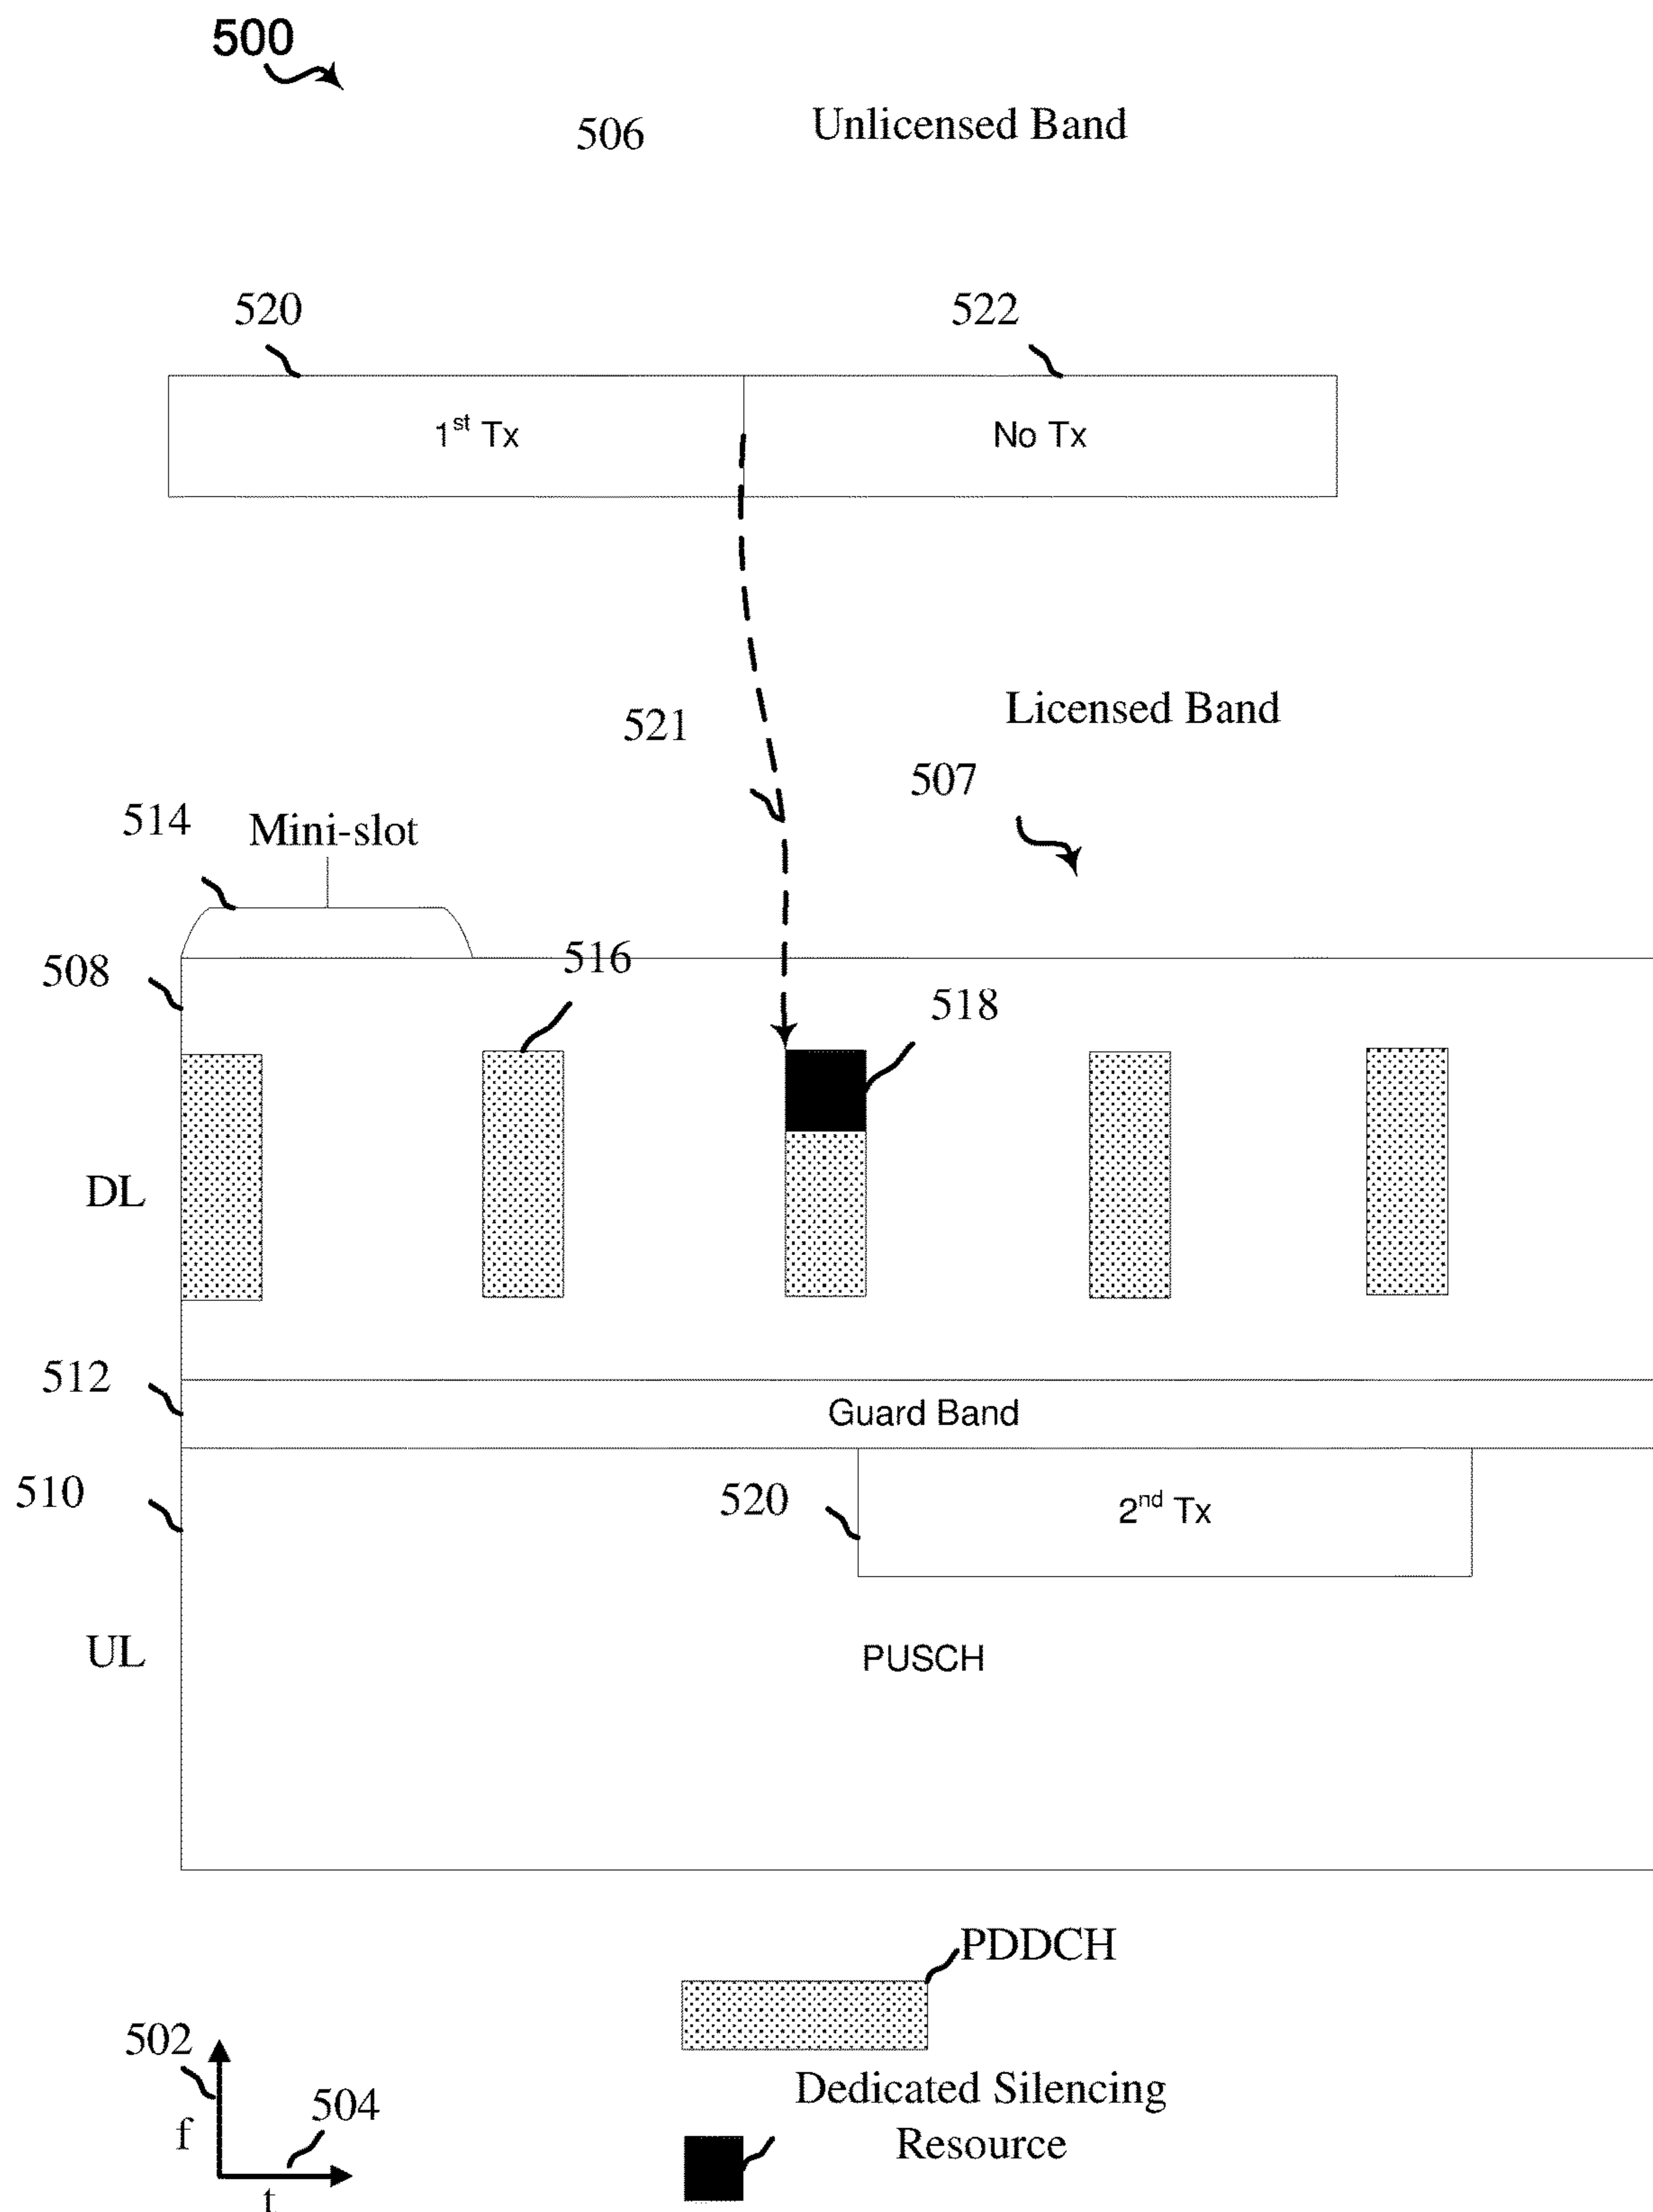 500
506 Unlicensed Band
520 522
1st Tx No Tx
521 Licensed Band
507
514 Mini-slot
508 516
518
DL
512
Guard Band
510 520 2nd Tx
UL PUSCH
PDDCH
502
504
f
t
Dedicated Silencing
Resource